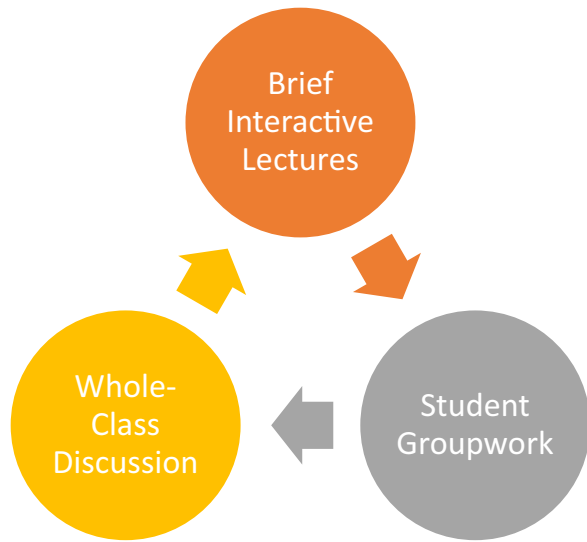 Brief
Interactive
Lectures
Student
Groupwork
Whole-
Class
Discussion